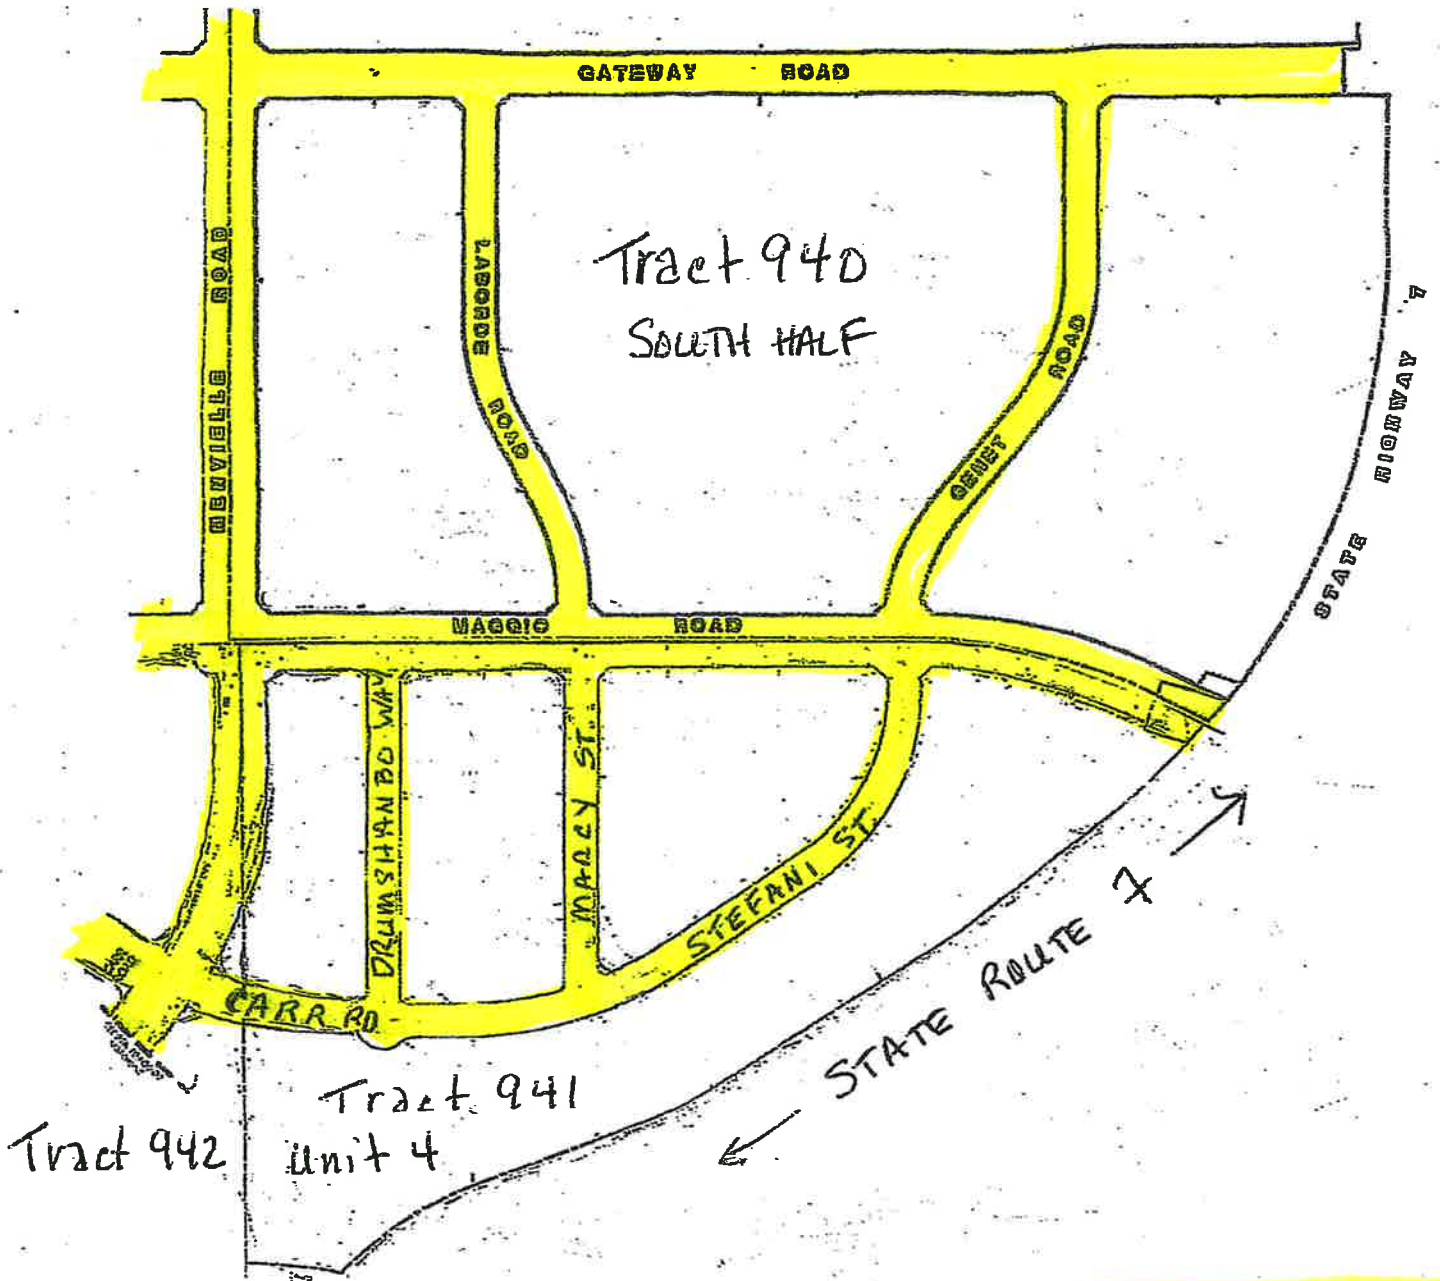 GATEWAY ROAD
ROAD
LABORDE
ROAD
Tract 940
SOUTH HALF
ROAD
GENET
STATE HIGHWAY 7
MAGGIO ROAD
DRUMSHANBO WAY
MARCY ST.
STEFANI ST.
CARR RD
STATE ROUTE 7
Tract 941
Unit 4
Tract 942